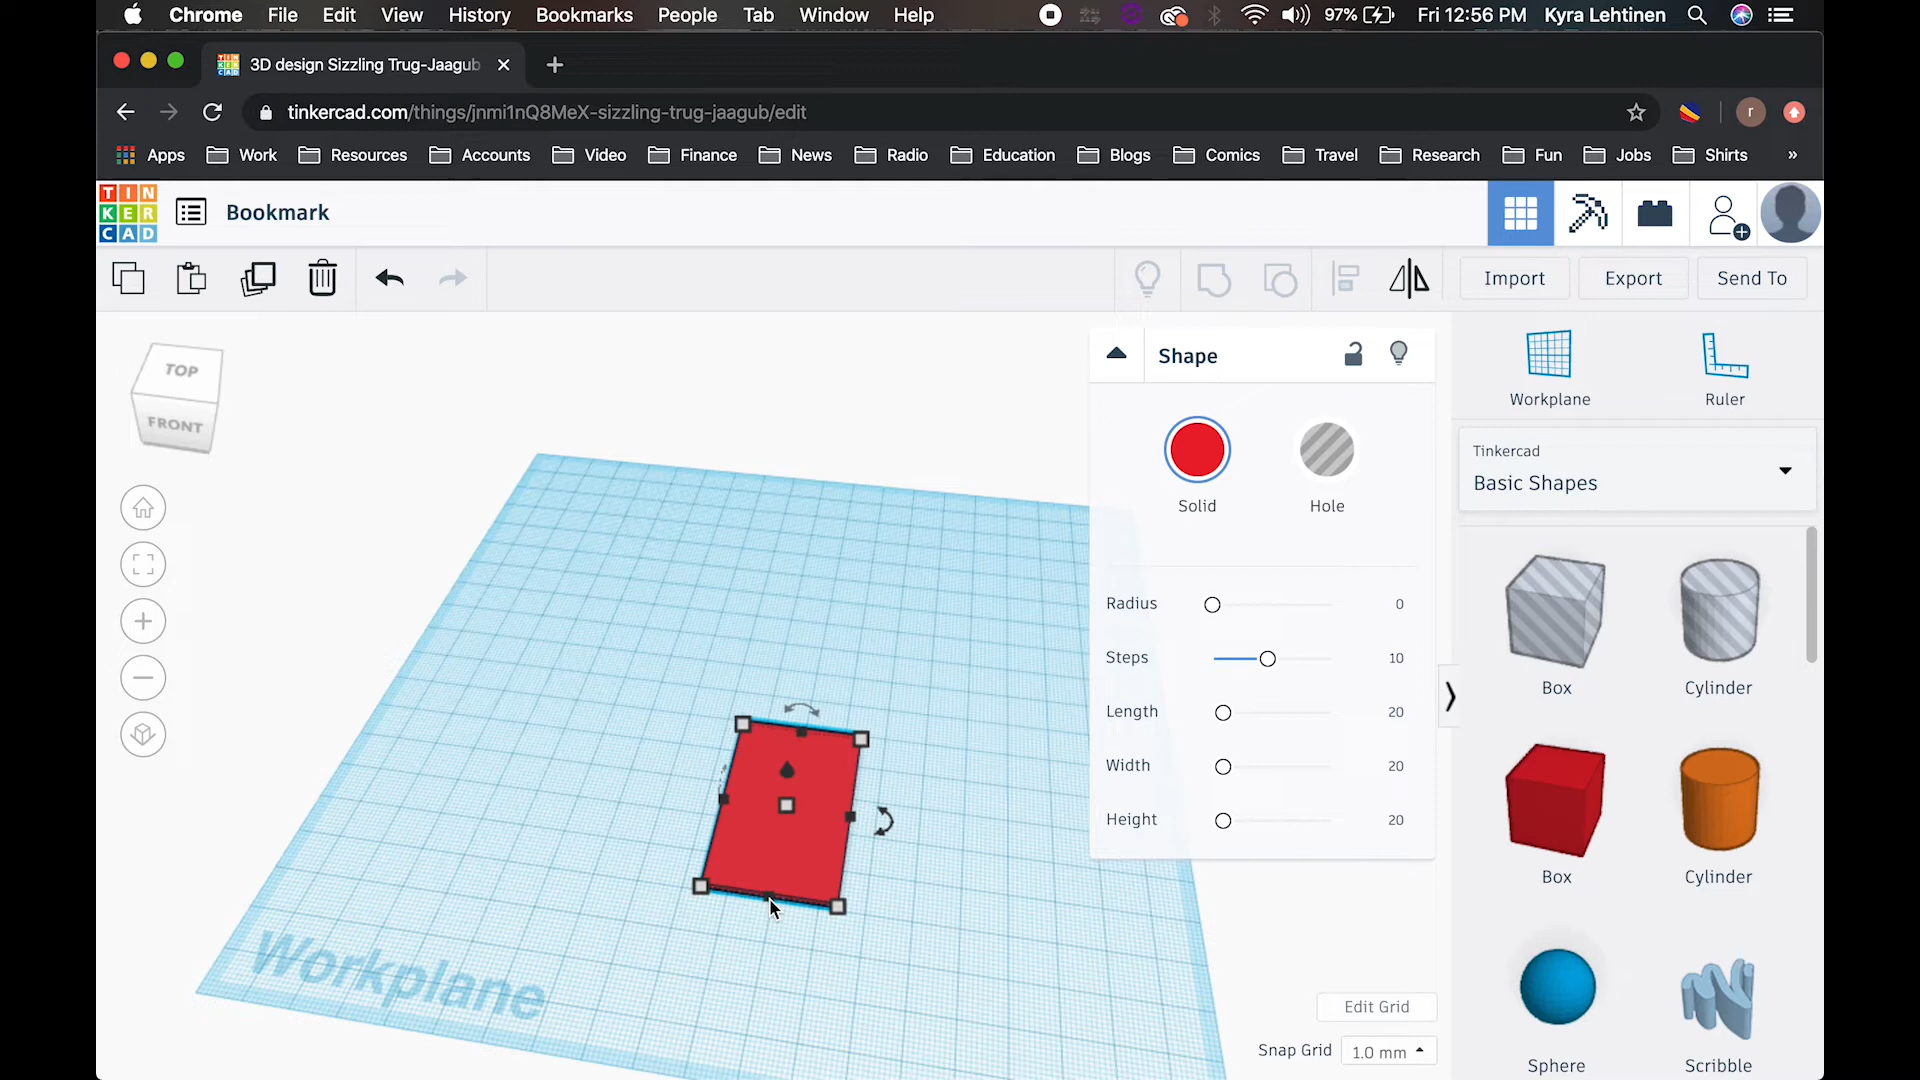 Chrome File Edit View History Bookmarks People Tab Window Help 97% Fri 12:56 PM Kyra Lehtinen
3D design Sizzling Trug-Jaagub
tinkercad.com/things/jnmi1nQ8MeX-sizzling-trug-jaagub/edit r
Apps Work Resources Accounts Video Finance News Radio Education Blogs Comics Travel Research Fun Jobs Shirts »
TIN
KER
CAD
Bookmark
Import Export Send To
TOP
FRONT
Shape
Solid Hole
Radius 0
Steps 10
Length 20
Width 20
Height 20
Workplane Ruler
Tinkercad
Basic Shapes
Box Cylinder
Box Cylinder
Sphere Scribble
Workplane
Edit Grid
Snap Grid 1.0 mm